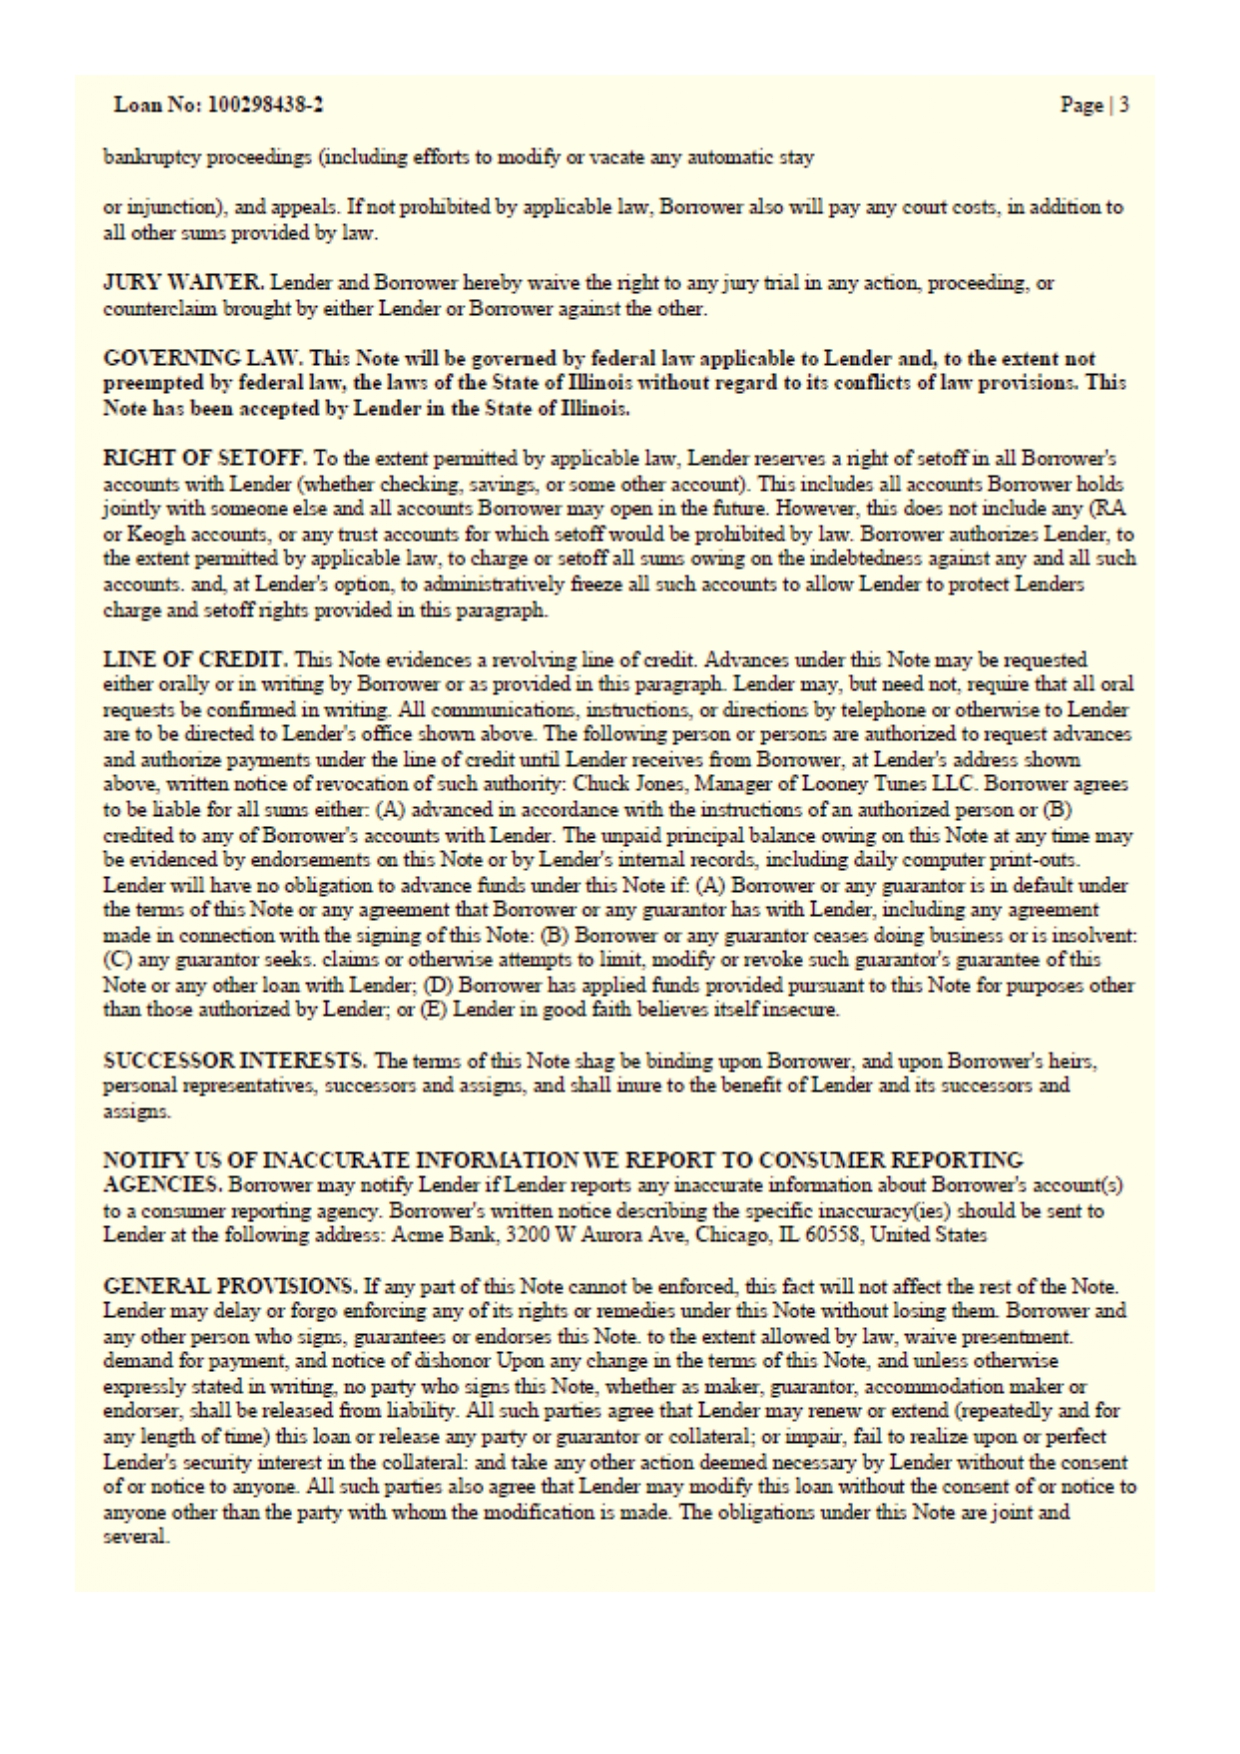 Loan No: 100298438-2
Page | 3
bankruptcy proceedings (including efforts to modify or vacate any automatic stay
or injunction), and appeals. If not prohibited by applicable law, Borrower also will pay any court costs, in addition to
all other sums provided by law.
JURY WAIVER. Lender and Borrower hereby waive the right to any jury trial in any action, proceeding, or
counterclaim brought by either Lender or Borrower against the other.
GOVERNING LAW. This Note will be governed by federal law applicable to Lender and, to the extent not
preempted by federal law, the laws of the State of Illinois without regard to its conflicts of law provisions. This
Note has been accepted by Lender in the State of Illinois.
RIGHT OF SETOFF. To the extent permitted by applicable law, Lender reserves a right of setoff in all Borrower's
accounts with Lender (whether checking, savings, or some other account). This includes all accounts Borrower holds
jointly with someone else and all accounts Borrower may open in the future. However, this does not include any (RA
or Keogh accounts, or any trust accounts for which setoff would be prohibited by law. Borrower authorizes Lender, to
the extent permitted by applicable law, to charge or setoff all sums owing on the indebtedness against any and all such
accounts. and, at Lender's option, to administratively freeze all such accounts to allow Lender to protect Lenders
charge and setoff rights provided in this paragraph.
LINE OF CREDIT. This Note evidences a revolving line of credit. Advances under this Note may be requested
either orally or in writing by Borrower or as provided in this paragraph. Lender may, but need not, require that all oral
requests be confirmed in writing. All communications, instructions, or directions by telephone or otherwise to Lender
are to be directed to Lender's office shown above. The following person or persons are authorized to request advances
and authorize payments under the line of credit until Lender receives from Borrower, at Lender's address shown
above, written notice of revocation of such authority: Chuck Jones, Manager of Looney Tunes LLC. Borrower agrees
to be liable for all sums either: (A) advanced in accordance with the instructions of an authorized person or (B)
credited to any of Borrower's accounts with Lender. The unpaid principal balance owing on this Note at any time may
be evidenced by endorsements on this Note or by Lender's internal records, including daily computer print-outs.
Lender will have no obligation to advance funds under this Note if: (A) Borrower or any guarantor is in default under
the terms of this Note or any agreement that Borrower or any guarantor has with Lender, including any agreement
made in connection with the signing of this Note: (B) Borrower or any guarantor ceases doing business or is insolvent:
(C) any guarantor seeks. claims or otherwise attempts to limit, modify or revoke such guarantor's guarantee of this
Note or any other loan with Lender; (D) Borrower has applied funds provided pursuant to this Note for purposes other
than those authorized by Lender; or (E) Lender in good faith believes itself insecure.
SUCCESSOR INTERESTS. The terms of this Note shag be binding upon Borrower, and upon Borrower's heirs,
personal representatives, successors and assigns, and shall inure to the benefit of Lender and its successors and
assigns.
NOTIFY US OF INACCURATE INFORMATION WE REPORT TO CONSUMER REPORTING
AGENCIES. Borrower may notify Lender if Lender reports any inaccurate information about Borrower's account(s)
to a consumer reporting agency. Borrower's written notice describing the specific inaccuracy(ies) should be sent to
Lender at the following address: Acme Bank, 3200 W Aurora Ave, Chicago, IL 60558, United States
GENERAL PROVISIONS. If any part of this Note cannot be enforced, this fact will not affect the rest of the Note.
Lender may delay or forgo enforcing any of its rights or remedies under this Note without losing them. Borrower and
any other person who signs, guarantees or endorses this Note. to the extent allowed by law, waive presentment.
demand for payment, and notice of dishonor Upon any change in the terms of this Note, and unless otherwise
expressly stated in writing, no party who signs this Note, whether as maker, guarantor, accommodation maker or
endorser, shall be released from liability. All such parties agree that Lender may renew or extend (repeatedly and for
any length of time) this loan or release any party or guarantor or collateral; or impair, fail to realize upon or perfect
Lender's security interest in the collateral: and take any other action deemed necessary by Lender without the consent
of or notice to anyone. All such parties also agree that Lender may modify this loan without the consent of or notice to
anyone other than the party with whom the modification is made. The obligations under this Note are joint and
several.